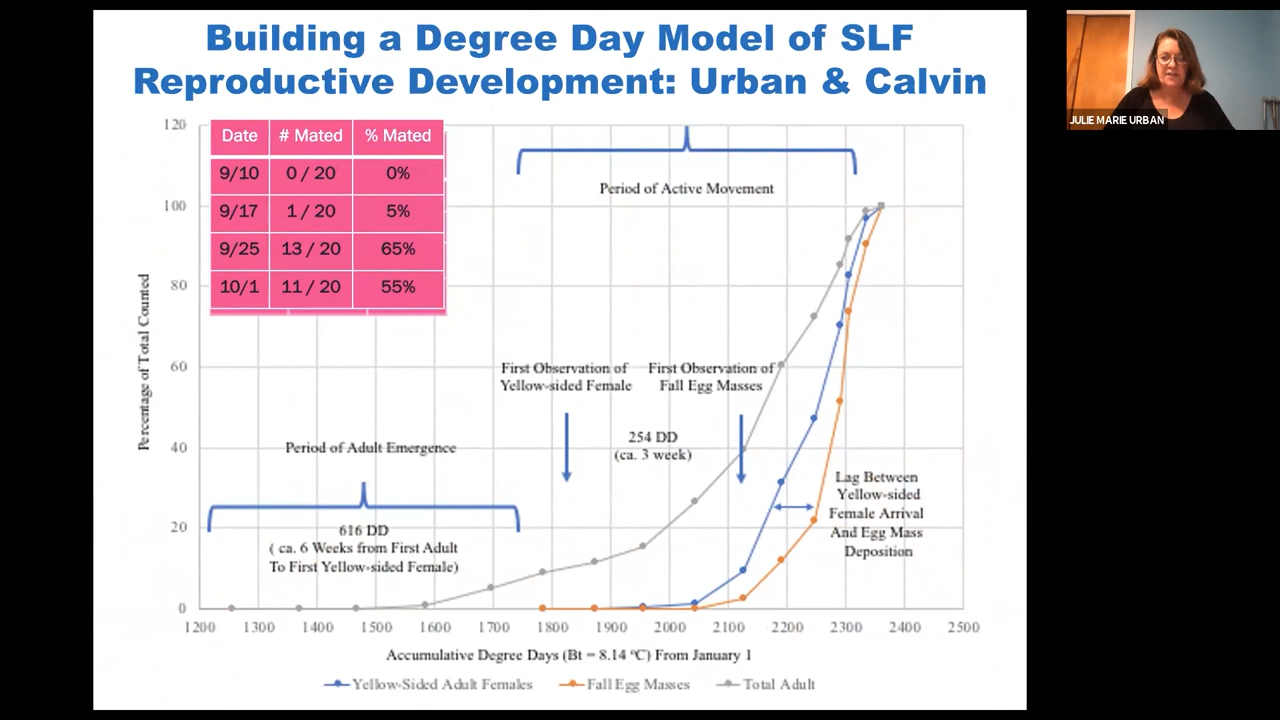 Building a Degree Day Model of SLF
Reproductive Development: Urban & Calvin
JULIE MARIE URBAN
Date # Mated % Mated
9/10 0 / 20 0%
9/17 1 / 20 5%
9/25 13 / 20 65%
10/1 11 / 20 55%
Period of Active Movement
First Observation of
Yellow-sided Female
First Observation of
Fall Egg Masses
254 DD
(ca. 3 week)
Period of Adult Emergence
616 DD
( ca. 6 Weeks from First Adult
To First Yellow-sided Female)
Lag Between
Yellow-sided
Female Arrival
And Egg Mass
Deposition
Percentage of Total Counted
120
100
80
60
40
20
0
1200 1300 1400 1500 1600 1700 1800 1900 2000 2100 2200 2300 2400 2500
Accumulative Degree Days (Bt = 8.14 ºC) From January 1
Yellow-Sided Adult Females Fall Egg Masses Total Adult